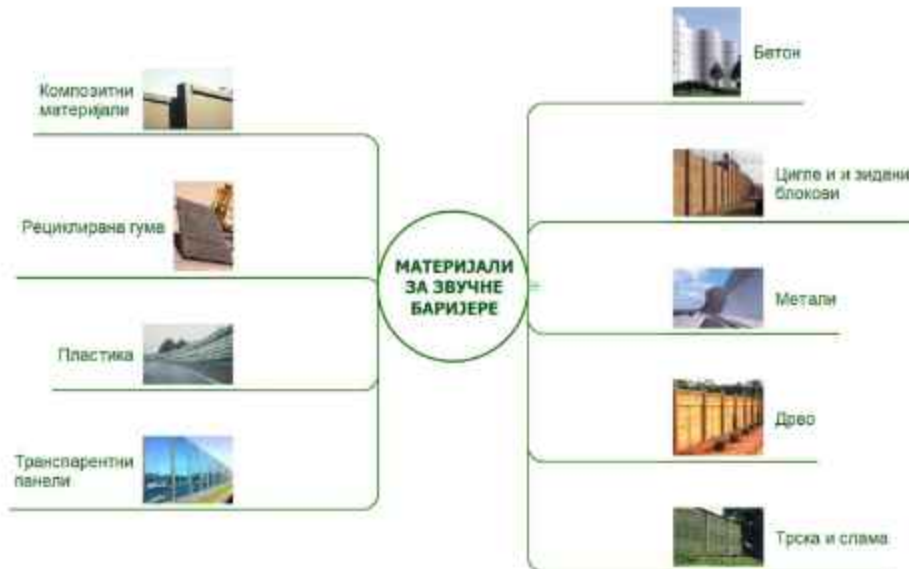 Композитни
материјали
Рециклирана гума
Пластика
Транспарентни
панели
МАТЕРИЈАЛИ
ЗА ЗВУЧНЕ
БАРИЈЕРЕ
Бетон
Цигле и и зидани
блокови
Метали
Дрво
Трска и слама